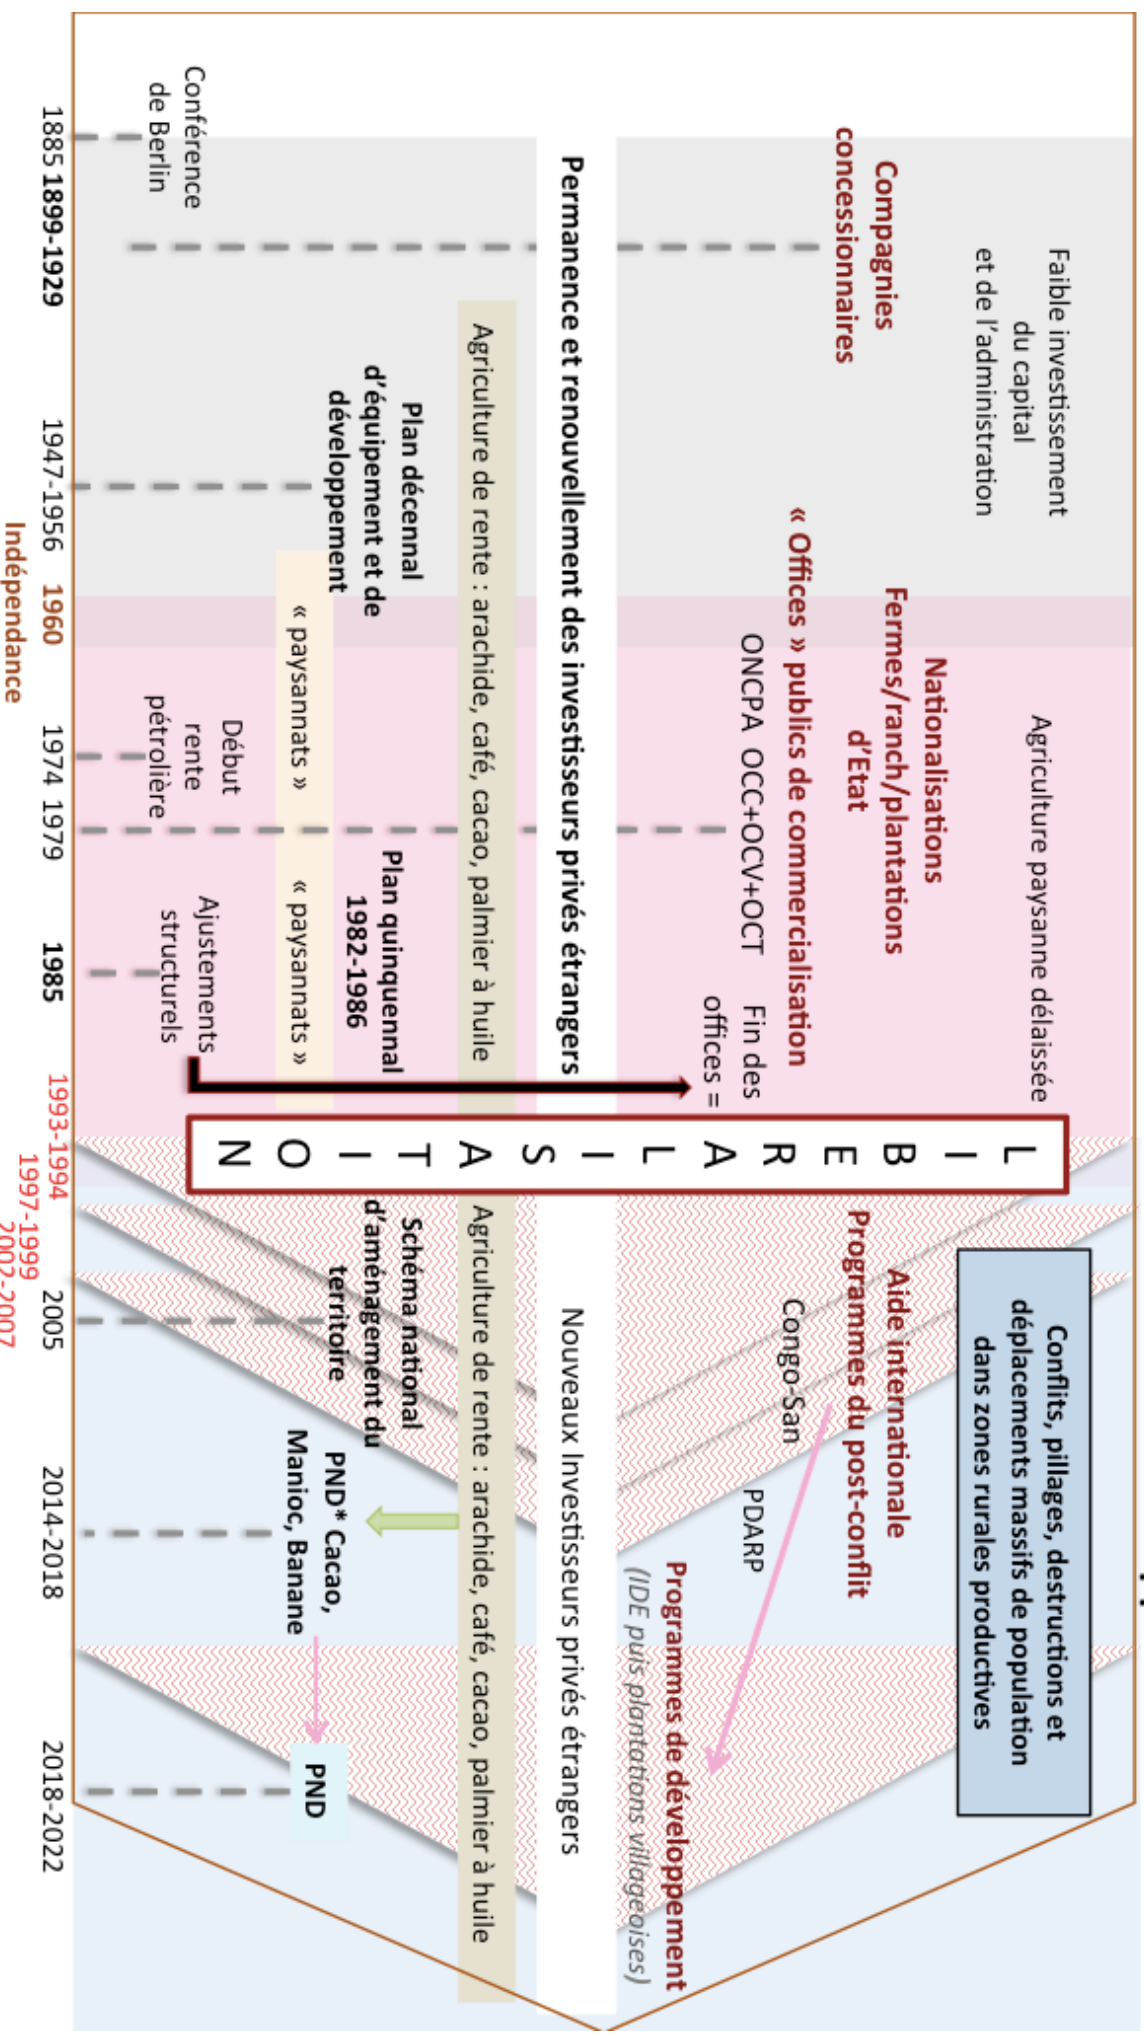 Faible investissement
du capital
et de l'administration
Agriculture paysanne délaissée
Conflits, pillages, destructions et
déplacements massifs de population
dans zones rurales productives
Compagnies
concessionnaires
Nationalisations
Fermes/ranch/plantations
d'Etat
« Offices » publics de commercialisation
ONCPA OCC+OCV+OCT
Fin des
offices =
LIBERALISATION
Aide internationale
Programmes du post-conflit
Congo-San
PDARP
Programmes de développement
(IDE puis plantations villageoises)
Permanence et renouvellement des investisseurs privés étrangers
Nouveaux Investisseurs privés étrangers
Agriculture de rente : arachide, café, cacao, palmier à huile
Agriculture de rente : arachide, café, cacao, palmier à huile
Plan décennal
d'équipement et de
développement
Plan quinquennal
1982-1986
Schéma national
d'aménagement du
territoire
« paysannats »
« paysannats »
PND* Cacao,
Manioc, Banane
PND
Conférence
de Berlin
Début
rente
pétrolière
Ajustements
structurels
1885 1899-1929
1947-1956
1960
1974
1979
1985
1993-1994
1997-1999
2002-2007
2005
2014-2018
2018-2022
Indépendance